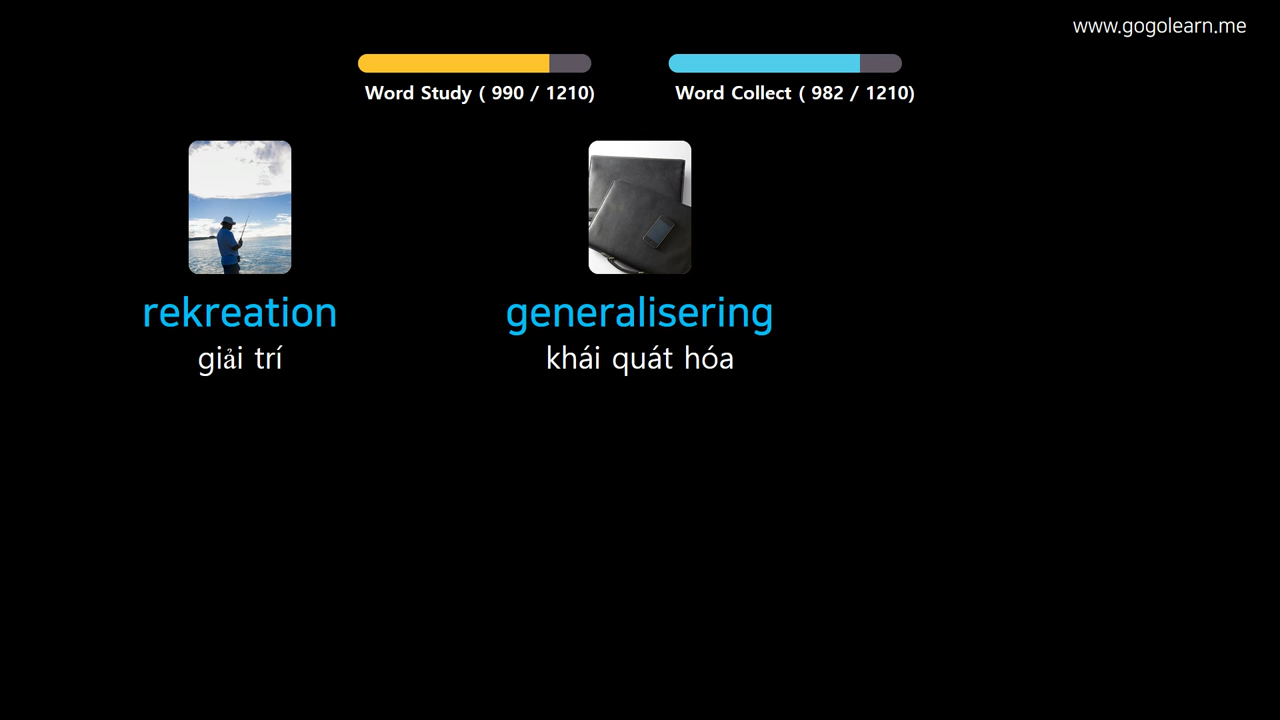 www.gogolearn.me
Word Study ( 990 / 1210)
Word Collect ( 982 / 1210)
rekreation
giải trí
generalisering
khái quát hóa